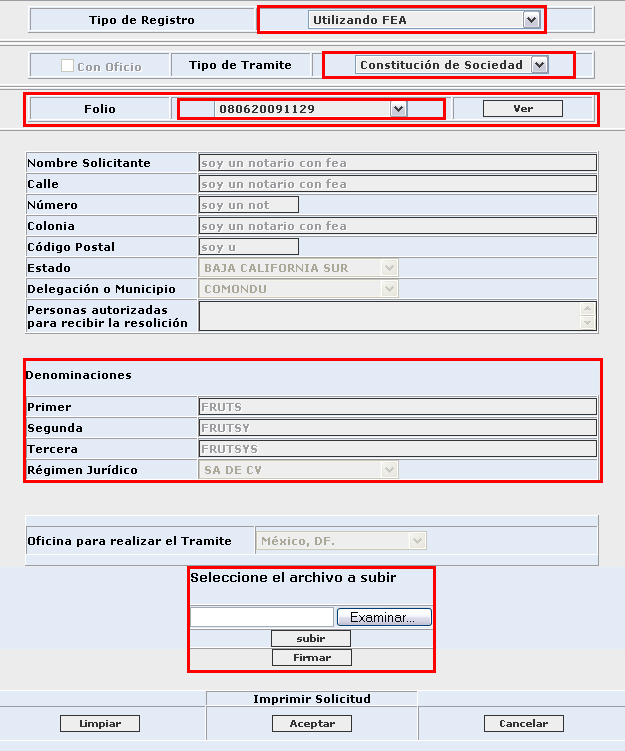 Tipo de Registro Utilizando FEA
Con Oficio Tipo de Tramite Constitución de Sociedad
Folio 080620091129 Ver
Nombre Solicitante soy un notario con fea
Calle soy un notario con fea
Número soy un not
Colonia soy un notario con fea
Código Postal soy u
Estado BAJA CALIFORNIA SUR
Delegación o Municipio COMONDU
Personas autorizadas
para recibir la resolición
Denominaciones
Primer FRUTS
Segunda FRUTSY
Tercera FRUTSYS
Régimen Jurídico SA DE CV
Oficina para realizar el Tramite México, DF.
Seleccione el archivo a subir
Examinar...
subir
Firmar
Imprimir Solicitud
Limpiar Aceptar Cancelar